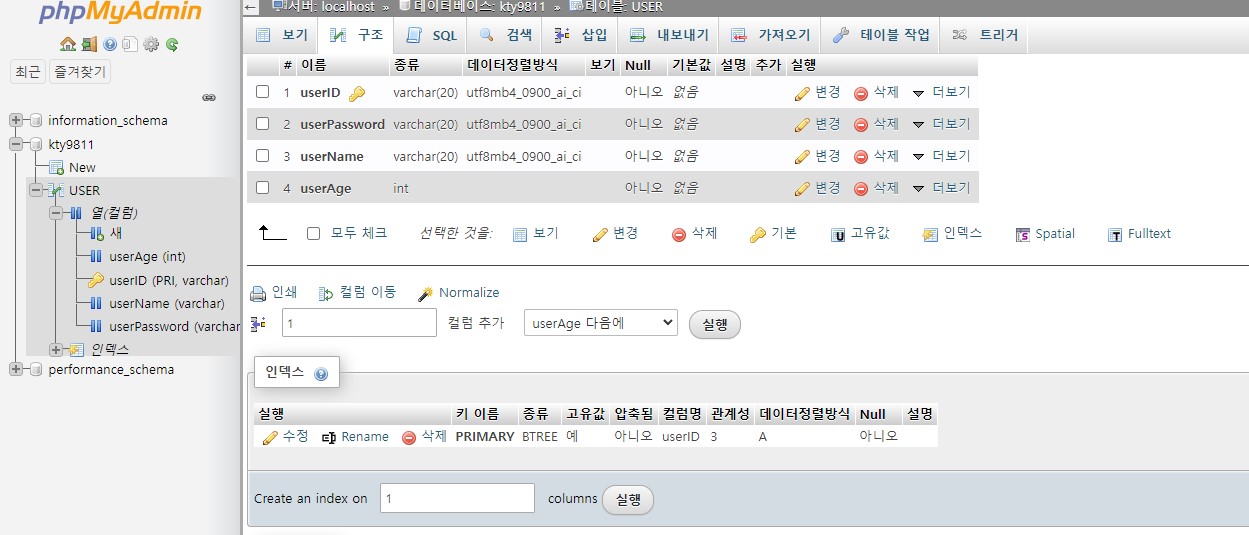 phpMyAdmin
최근 즐겨찾기
information_schema
kty9811
New
USER
열(컬럼)
새
userAge (int)
userID (PRI, varchar)
userName (varchar)
userPassword (varchar
인덱스
performance_schema
서버: localhost » 데이터베이스: kty9811 » 테이블: USER
보기 구조 SQL 검색 삽입 내보내기 가져오기 테이블 작업 트리거
# 이름 종류 데이터정렬방식 보기 Null 기본값 설명 추가 실행
1 userID varchar(20) utf8mb4_0900_ai_ci 아니오 없음 변경 삭제 더보기
2 userPassword varchar(20) utf8mb4_0900_ai_ci 아니오 없음 변경 삭제 더보기
3 userName varchar(20) utf8mb4_0900_ai_ci 아니오 없음 변경 삭제 더보기
4 userAge int 아니오 없음 변경 삭제 더보기
모두 체크 선택한 것을: 보기 변경 삭제 기본 고유값 인덱스 Spatial Fulltext
인쇄 컬럼 이동 Normalize
1 컬럼 추가 userAge 다음에 실행
인덱스
실행 키 이름 종류 고유값 압축됨 컬럼명 관계성 데이터정렬방식 Null 설명
수정 Rename 삭제 PRIMARY BTREE 예 아니오 userID 3 A 아니오
Create an index on 1 columns 실행